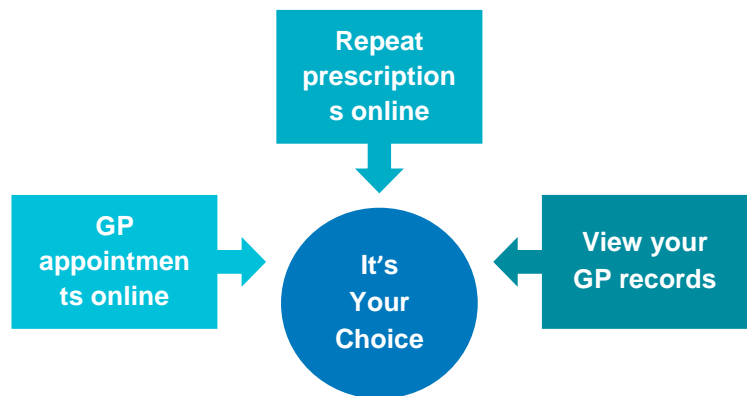 Repeat
prescription
s online
GP
appointmen
ts online
It’s
Your
Choice
View your
GP records